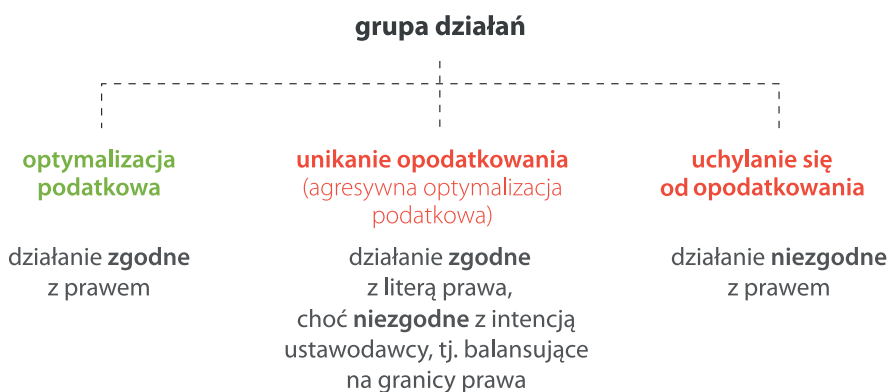 grupa działań
optymalizacja
podatkowa
działanie zgodne
z prawem
unikanie opodatkowania
(agresywna optymalizacja
podatkowa)
działanie zgodne
z literą prawa,
choć niezgodne z intencją
ustawodawcy, tj. balansujące
na granicy prawa
uchylanie się
od opodatkowania
działanie niezgodne
z prawem